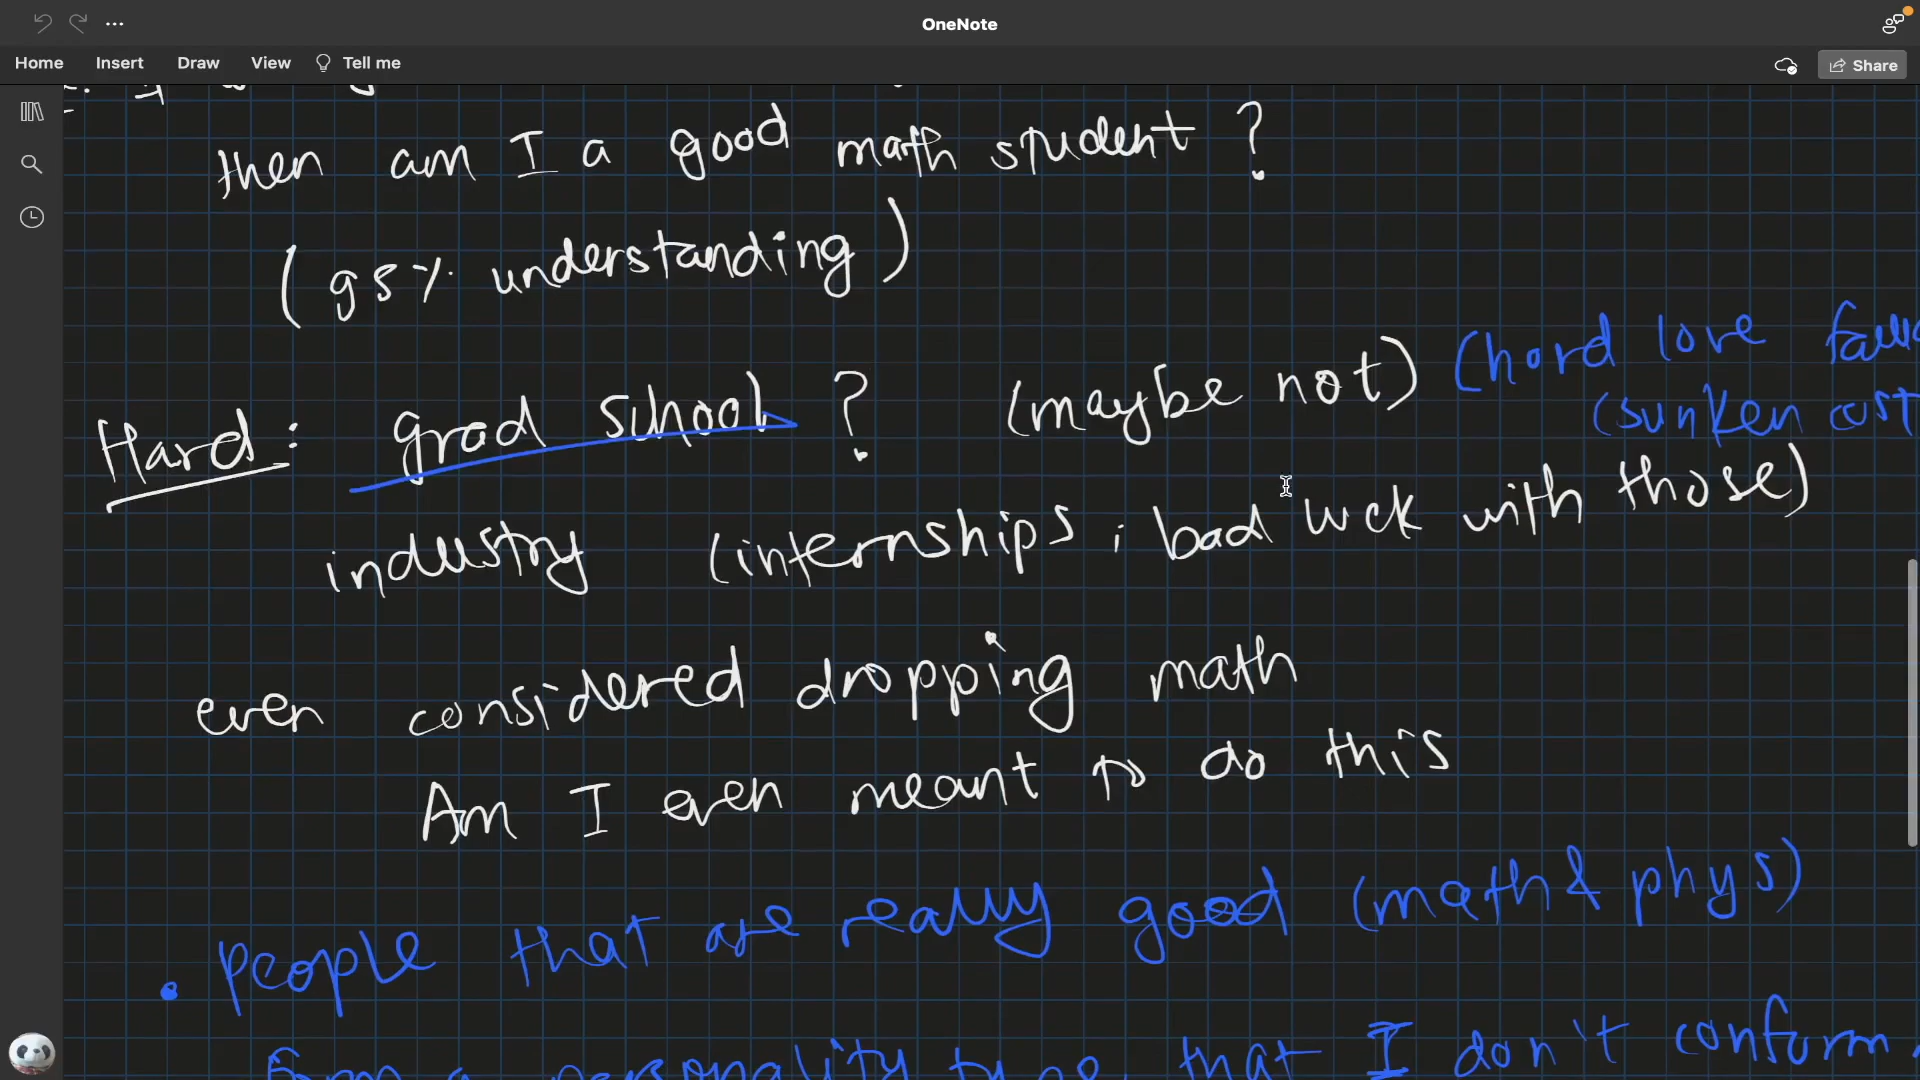 OneNote
Home Insert Draw View Tell me
Share
then am I a good math student ?
(95% understanding)
Hard: grad school ? (maybe not) (hard love
(sunken cost
industry (internships ; bad luck with those)
even considered dropping math
Am I even meant to do this
• people that are really good (math & phys)
personality that I don't conform